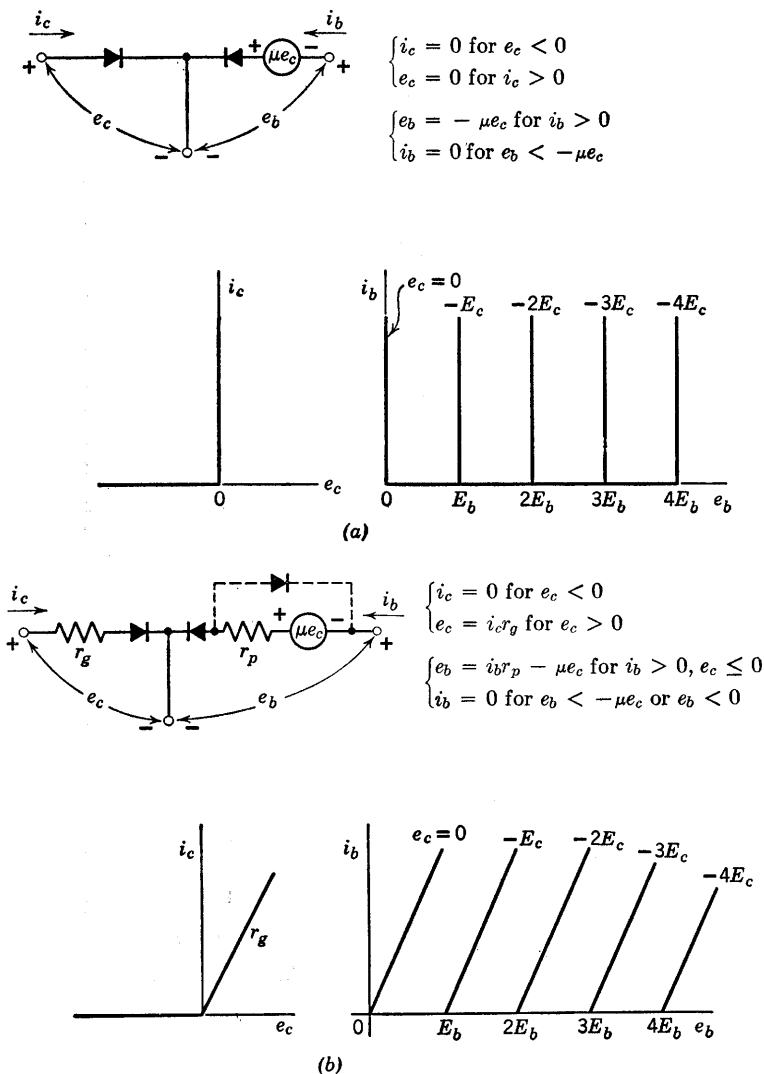 i_c
i_b
+ + − +
μe_c
e_c e_b
− −
i_c = 0 for e_c < 0
e_c = 0 for i_c > 0
e_b = − μe_c for i_b > 0
i_b = 0 for e_b < −μe_c
i_c
0
e_c
i_b
e_c = 0
−E_c −2E_c −3E_c −4E_c
0 E_b 2E_b 3E_b 4E_b e_b
(a)
i_c
i_b
+ + − +
r_g r_p μe_c
e_c e_b
− −
i_c = 0 for e_c < 0
e_c = i_c r_g for e_c > 0
e_b = i_b r_p − μe_c for i_b > 0, e_c ≤ 0
i_b = 0 for e_b < −μe_c or e_b < 0
i_c
r_g
e_c
i_b
e_c = 0 −E_c −2E_c −3E_c −4E_c
0 E_b 2E_b 3E_b 4E_b e_b
(b)